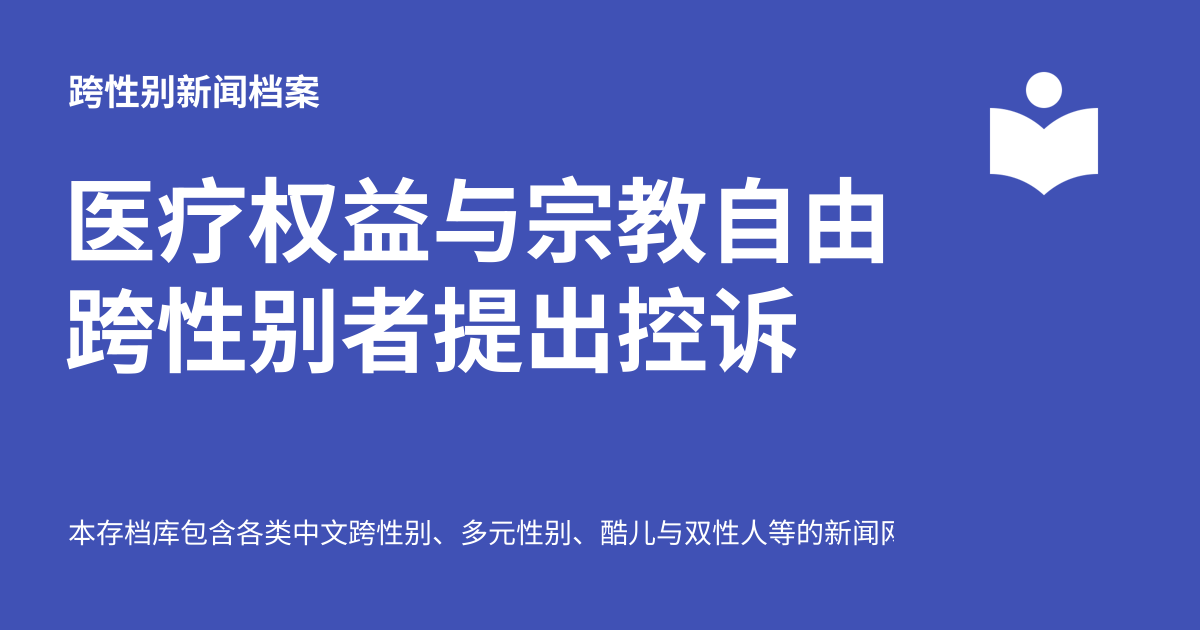 跨性别新闻档案
医疗权益与宗教自由
跨性别者提出控诉
本存档库包含各类中文跨性别、多元性别、酷儿与双性人等的新闻